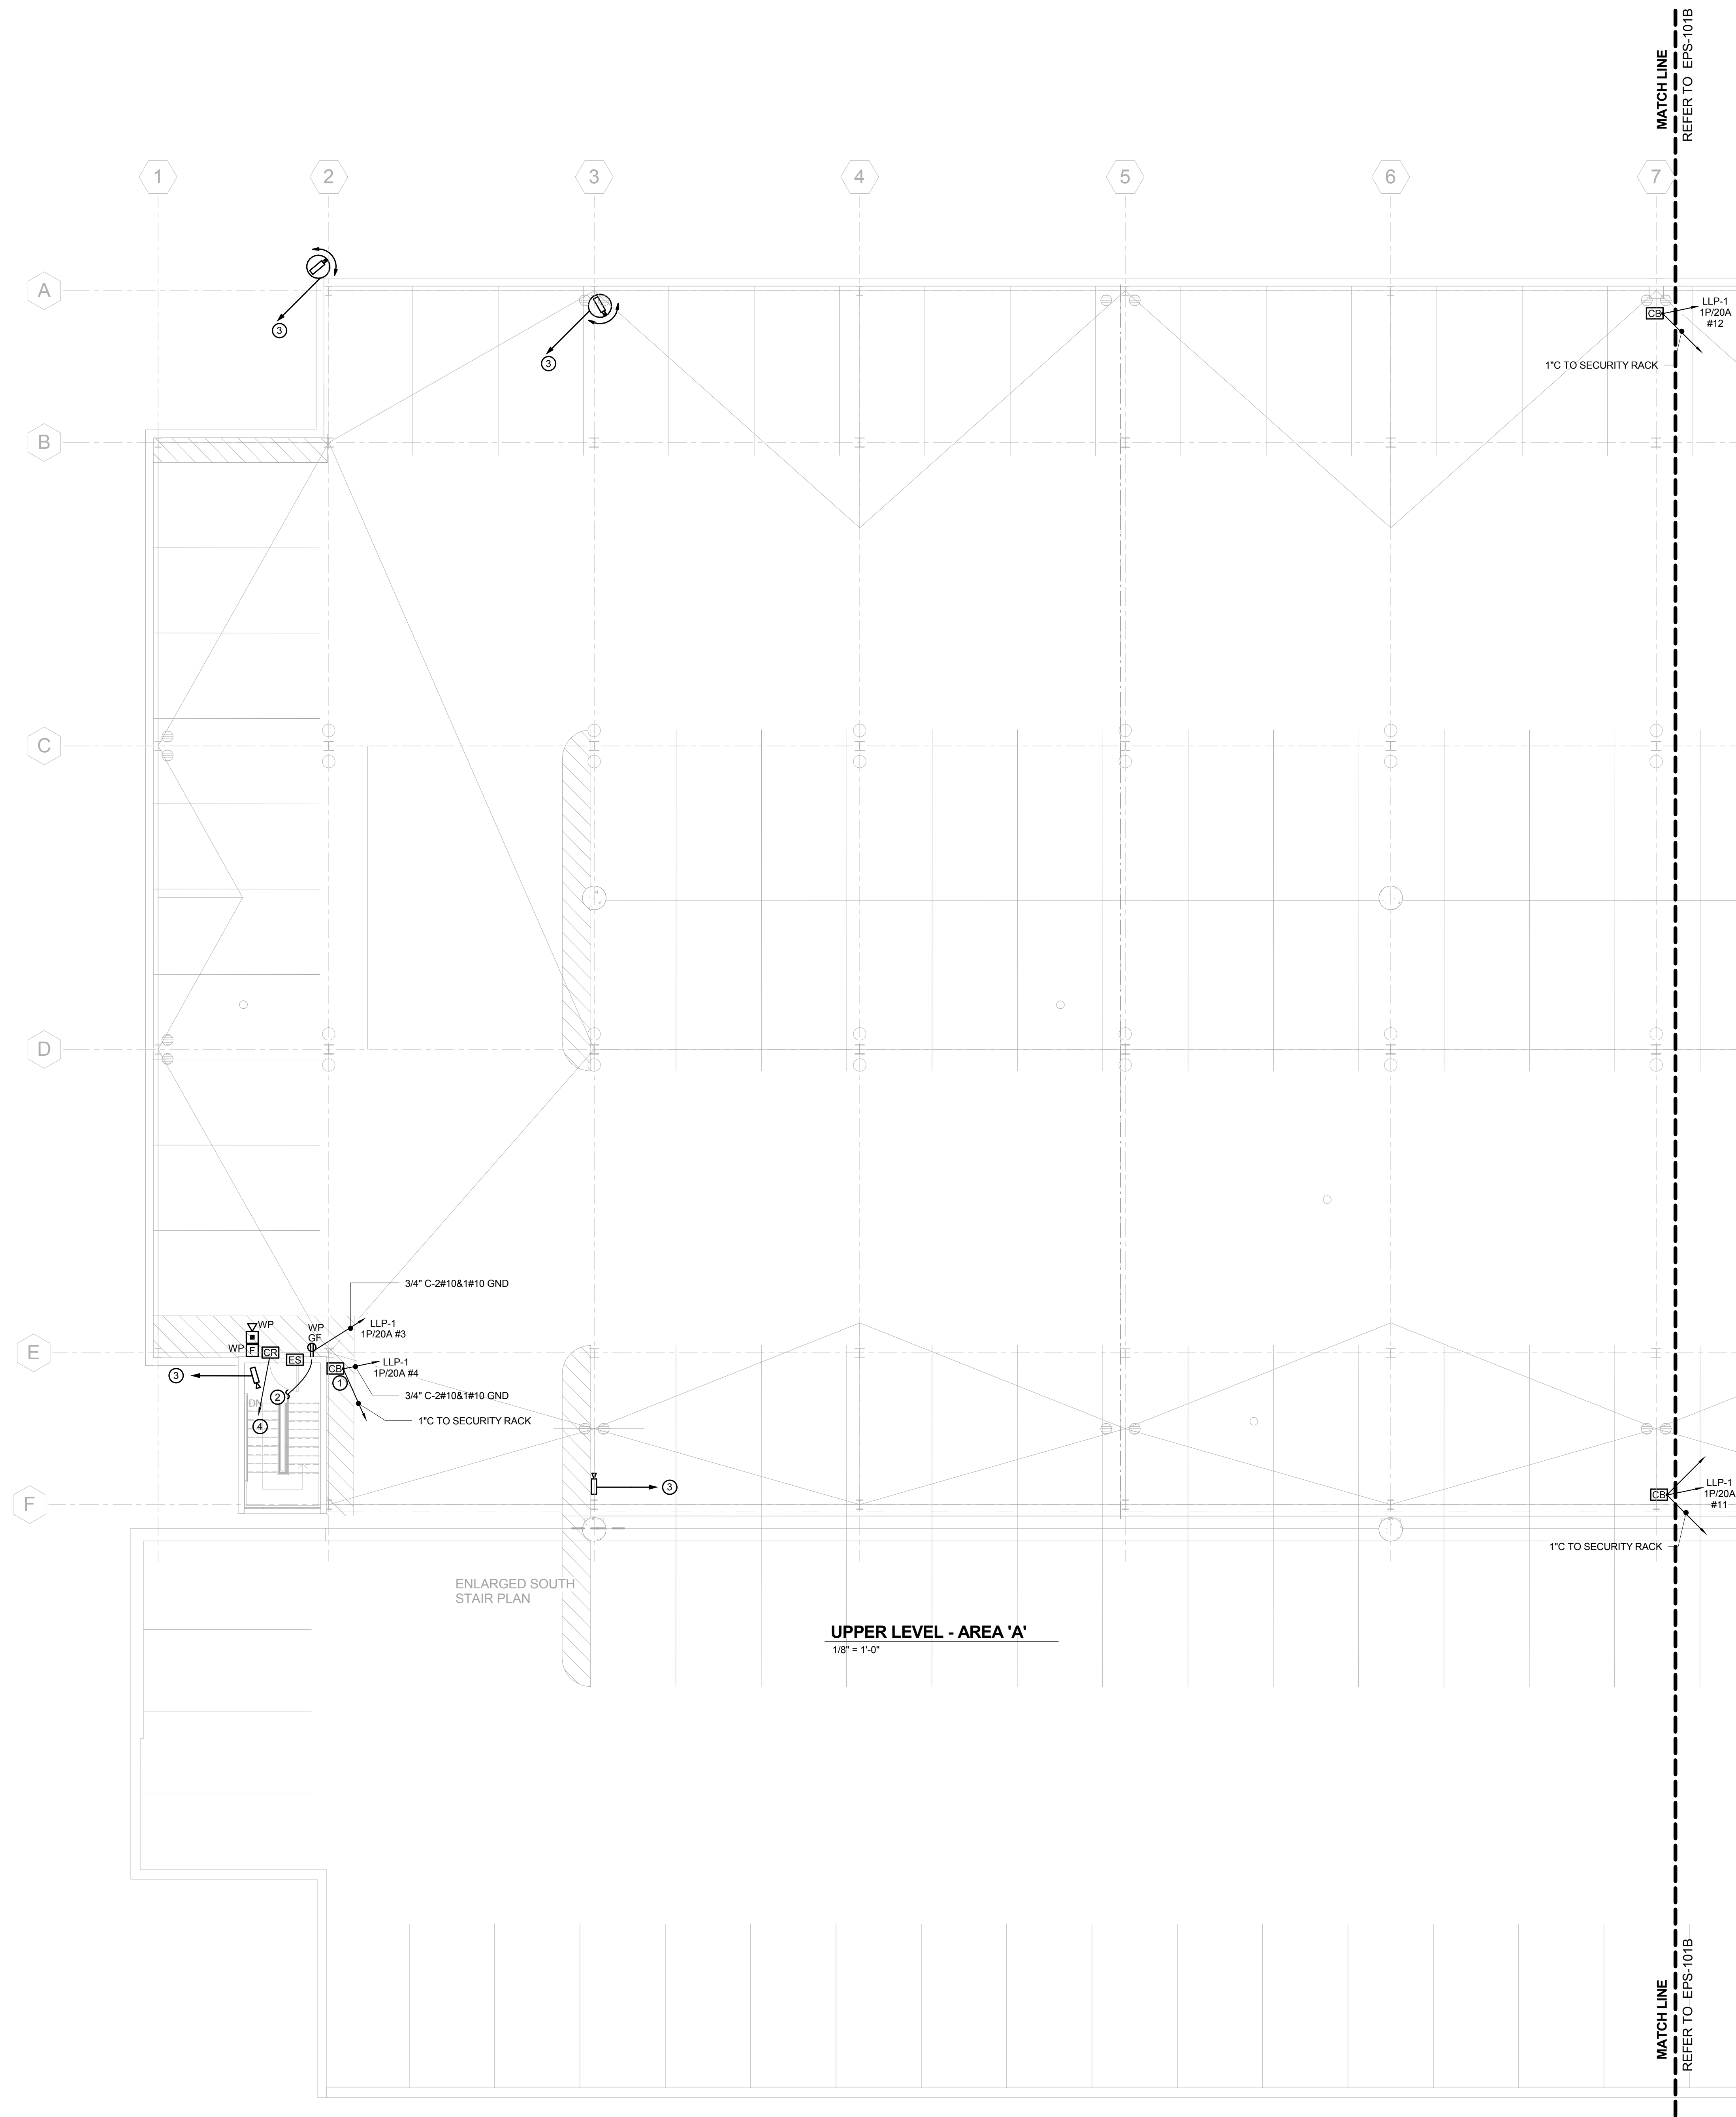 MATCH LINE
REFER TO EPS-101B
1
2
3
4
5
6
7
A
3
3
CB
LLP-1
1P/20A
#12
1"C TO SECURITY RACK
B
C
D
3/4" C-2#10&1#10 GND
WP
WP
GF
LLP-1
1P/20A #3
WP
F
CR
ES
E
CB
LLP-1
1P/20A #4
3
1
2
3/4" C-2#10&1#10 GND
DN
4
1"C TO SECURITY RACK
3
F
CB
LLP-1
1P/20A
#11
1"C TO SECURITY RACK
ENLARGED SOUTH
STAIR PLAN
UPPER LEVEL - AREA 'A'
1/8" = 1'-0"
MATCH LINE
REFER TO EPS-101B